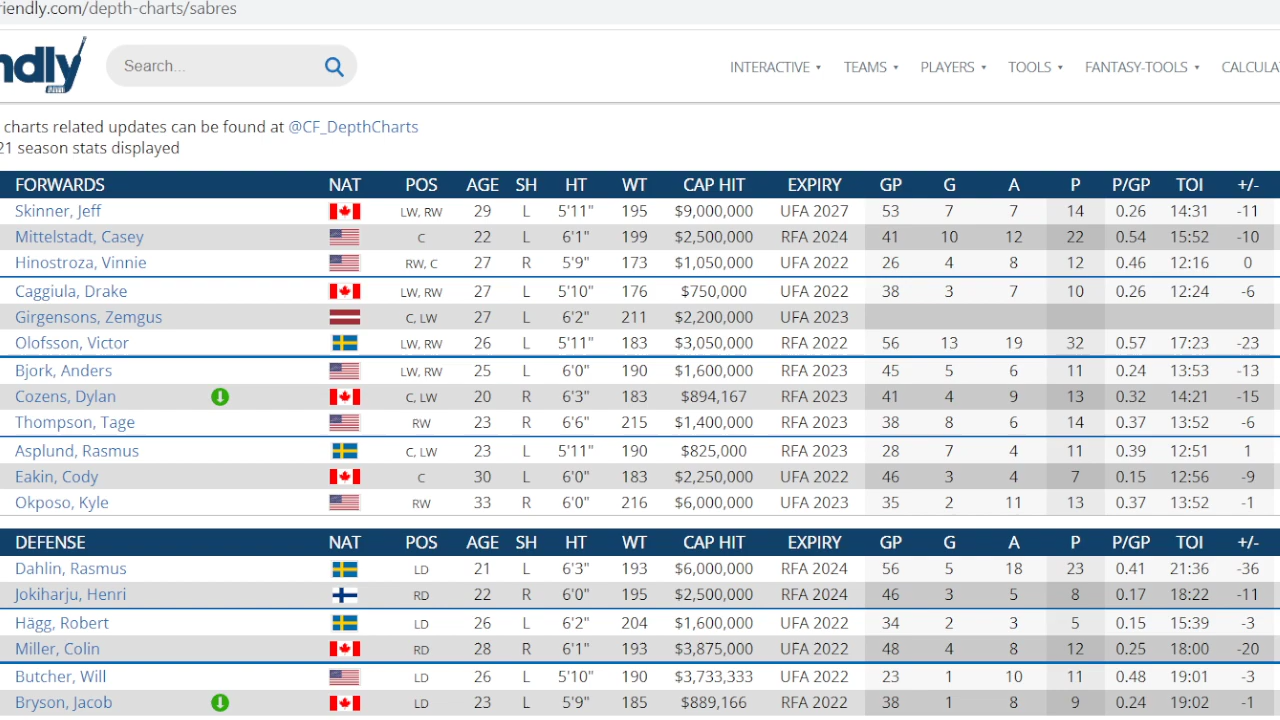 riendly.com/depth-charts/sabres
ndly Search... INTERACTIVE ▾ TEAMS ▾ PLAYERS ▾ TOOLS ▾ FANTASY-TOOLS ▾ CALCULA
charts related updates can be found at @CF_DepthCharts
21 season stats displayed
FORWARDS NAT POS AGE SH HT WT CAP HIT EXPIRY GP G A P P/GP TOI +/-
Skinner, Jeff LW, RW 29 L 5'11" 195 $9,000,000 UFA 2027 53 7 7 14 0.26 14:31 -11
Mittelstadt, Casey C 22 L 6'1" 199 $2,500,000 RFA 2024 41 10 12 22 0.54 15:52 -10
Hinostroza, Vinnie RW, C 27 R 5'9" 173 $1,050,000 UFA 2022 26 4 8 12 0.46 12:16 0
Caggiula, Drake LW, RW 27 L 5'10" 176 $750,000 UFA 2022 38 3 7 10 0.26 12:24 -6
Girgensons, Zemgus C, LW 27 L 6'2" 211 $2,200,000 UFA 2023
Olofsson, Victor LW, RW 26 L 5'11" 183 $3,050,000 RFA 2022 56 13 19 32 0.57 17:23 -23
Bjork, Anders LW, RW 25 L 6'0" 190 $1,600,000 RFA 2023 45 5 6 11 0.24 13:53 -13
Cozens, Dylan C, LW 20 R 6'3" 183 $894,167 RFA 2023 41 4 9 13 0.32 14:21 -15
Thompson, Tage RW 23 R 6'6" 215 $1,400,000 RFA 2023 38 8 6 14 0.37 13:52 -6
Asplund, Rasmus C, LW 23 L 5'11" 190 $825,000 RFA 2023 28 7 4 11 0.39 12:51 1
Eakin, Cody C 30 L 6'0" 183 $2,250,000 UFA 2022 46 3 4 7 0.15 12:56 -9
Okposo, Kyle RW 33 R 6'0" 216 $6,000,000 UFA 2023 35 2 11 13 0.37 13:52 -1
DEFENSE NAT POS AGE SH HT WT CAP HIT EXPIRY GP G A P P/GP TOI +/-
Dahlin, Rasmus LD 21 L 6'3" 193 $6,000,000 RFA 2024 56 5 18 23 0.41 21:36 -36
Jokiharju, Henri RD 22 R 6'0" 195 $2,500,000 RFA 2024 46 3 5 8 0.17 18:22 -11
Hägg, Robert LD 26 L 6'2" 204 $1,600,000 UFA 2022 34 2 3 5 0.15 15:39 -3
Miller, Colin RD 28 R 6'1" 193 $3,875,000 UFA 2022 48 4 8 12 0.25 18:00 -20
Butcher, Will LD 26 L 5'10" 190 $3,733,333 UFA 2022 23 1 10 11 0.48 19:01 -3
Bryson, Jacob LD 23 L 5'9" 185 $889,166 RFA 2022 38 1 8 9 0.24 19:02 -1